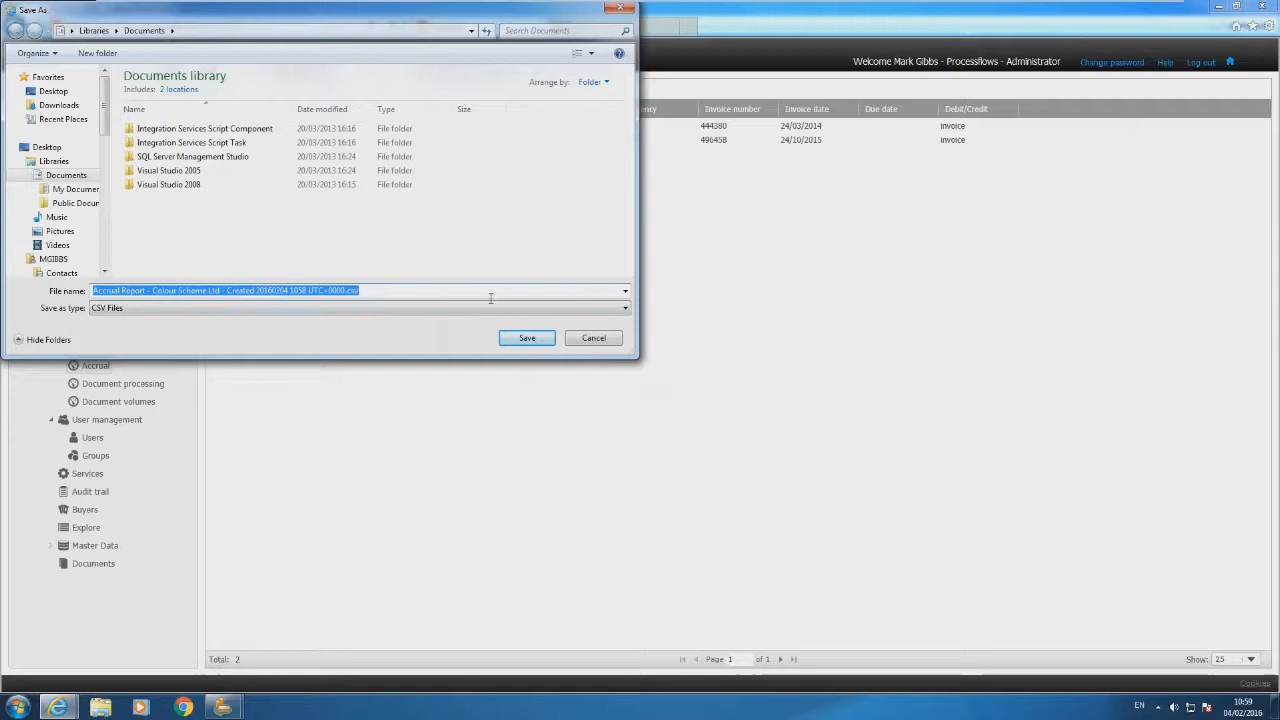 Save As
Libraries Documents
Search Documents
Organize New folder
Favorites
Desktop
Downloads
Recent Places
Desktop
Libraries
Documents
My Documer
Public Docur
Music
Pictures
Videos
MGIBBS
Contacts
Documents library
Includes: 2 locations
Arrange by: Folder
Name Date modified Type Size
Integration Services Script Component 20/03/2013 16:16 File folder
Integration Services Script Task 20/03/2013 16:16 File folder
SQL Server Management Studio 20/03/2013 16:24 File folder
Visual Studio 2005 20/03/2013 16:24 File folder
Visual Studio 2008 20/03/2013 16:15 File folder
File name: Accrual Report - Colour Scheme Ltd - Created 20160204 1058 UTC+0000.csv
Save as type: CSV Files
Hide Folders
Save Cancel
Welcome Mark Gibbs - Processflows - Administrator Change password Help Log out
ency Invoice number Invoice date Due date Debit/Credit
444380 24/03/2014 invoice
496458 24/10/2015 invoice
Accrual
Document processing
Document volumes
User management
Users
Groups
Services
Audit trail
Buyers
Explore
Master Data
Documents
Total: 2 Page 1 of 1 Show: 25
Cookies
EN 10:59
04/02/2016